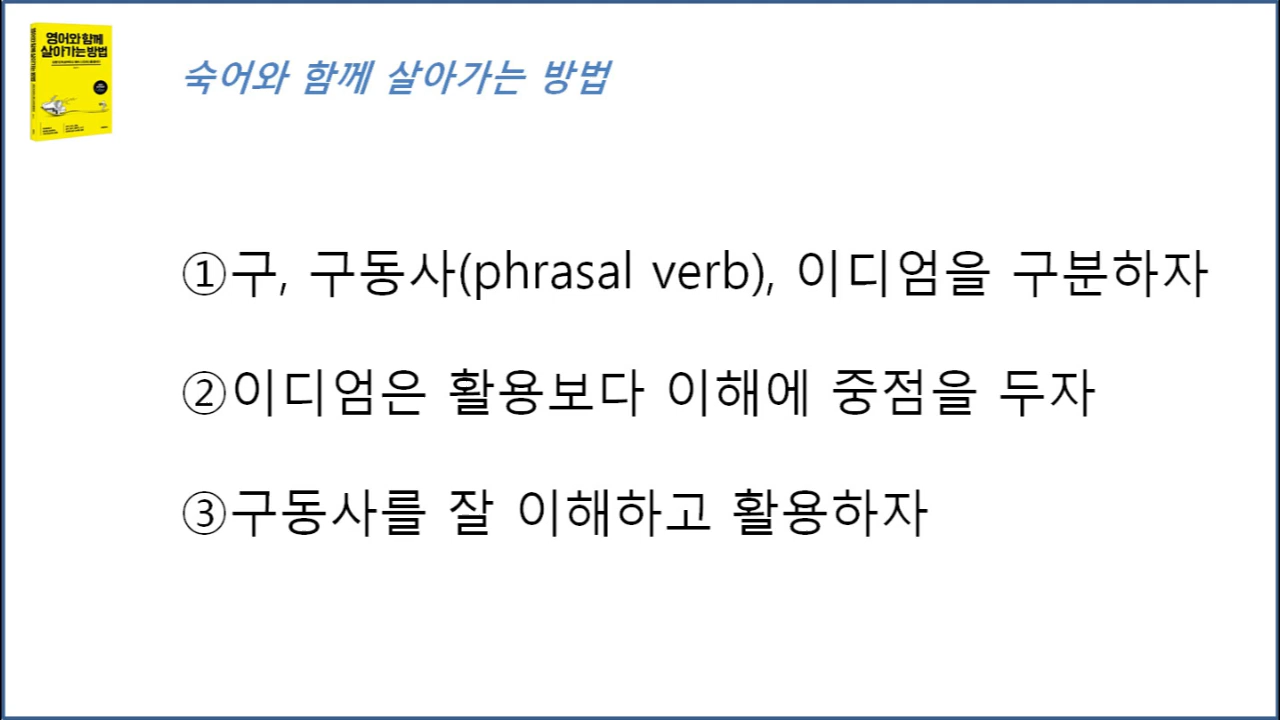 영어와 함께
살아가는 방법
숙어와 함께 살아가는 방법
①구, 구동사(phrasal verb), 이디엄을 구분하자
②이디엄은 활용보다 이해에 중점을 두자
③구동사를 잘 이해하고 활용하자